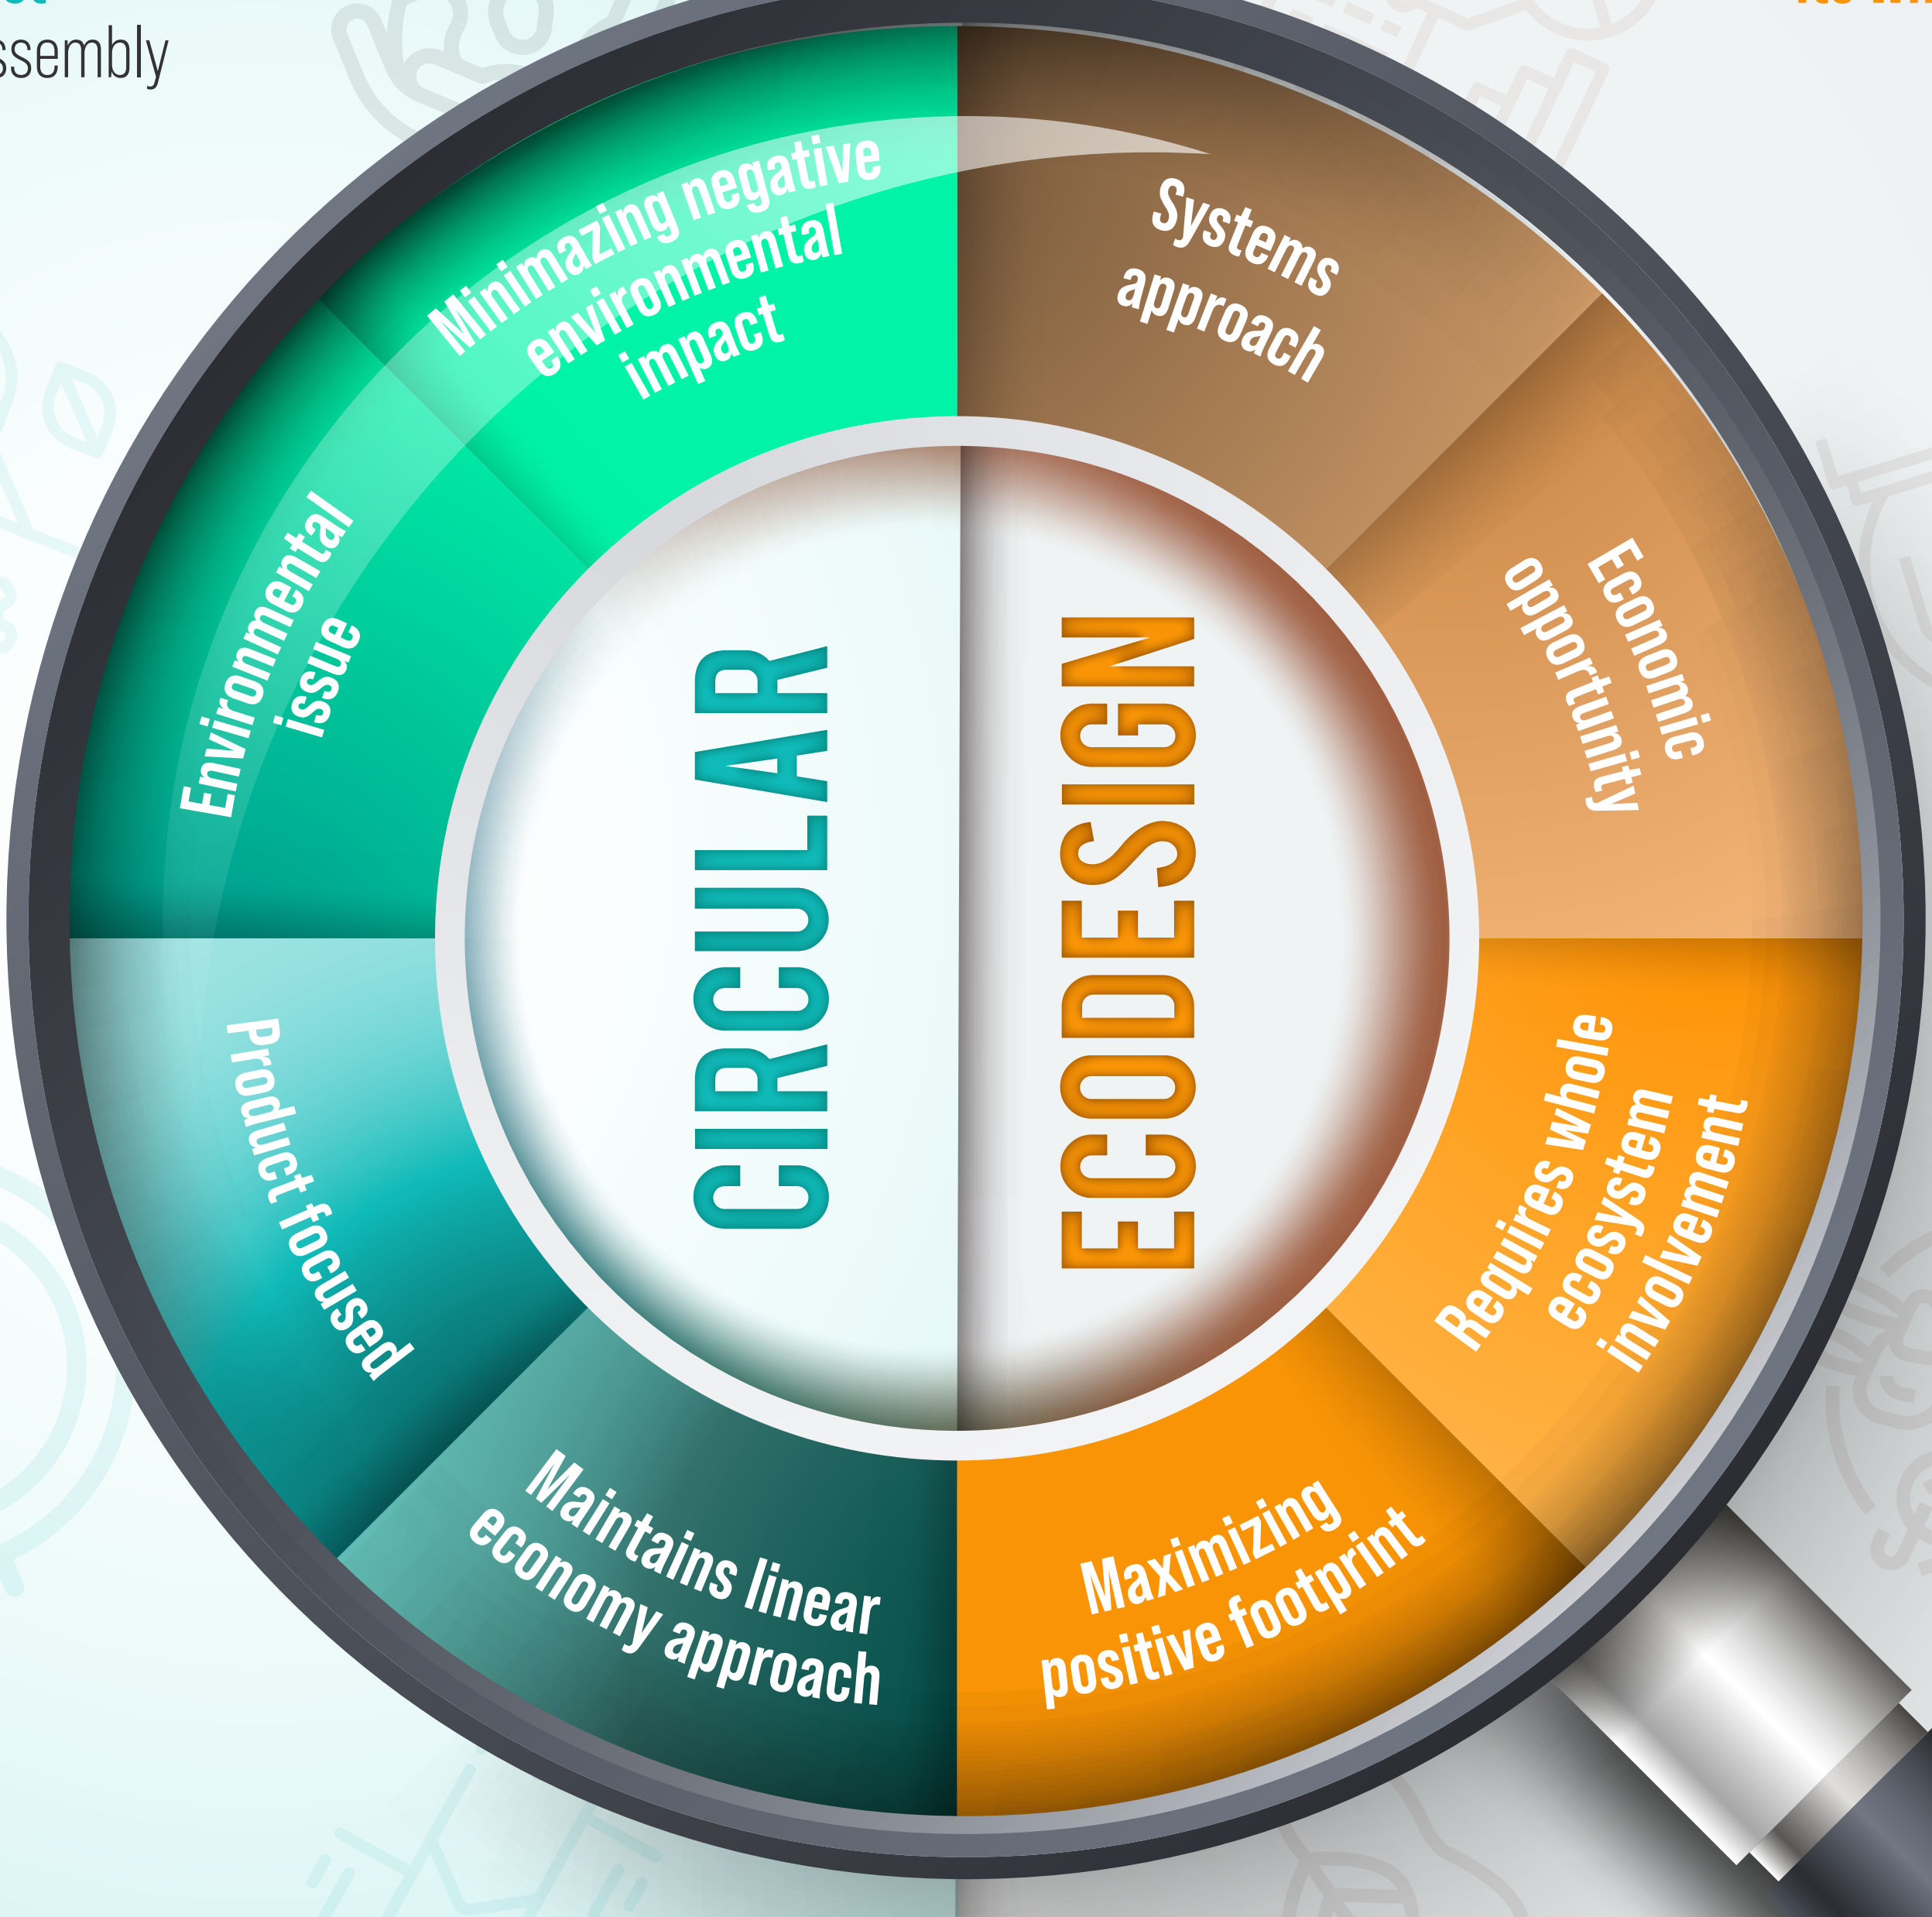 ssembly
Minimazing negative
environmental
impact
Systems
approach
Economic
opportunity
Requires whole
ecosystem
involvement
Maximizing
positive footprint
Maintains linear
economy approach
Product focused
Environmental
issue
CIRCULAR
ECODESIGN
$